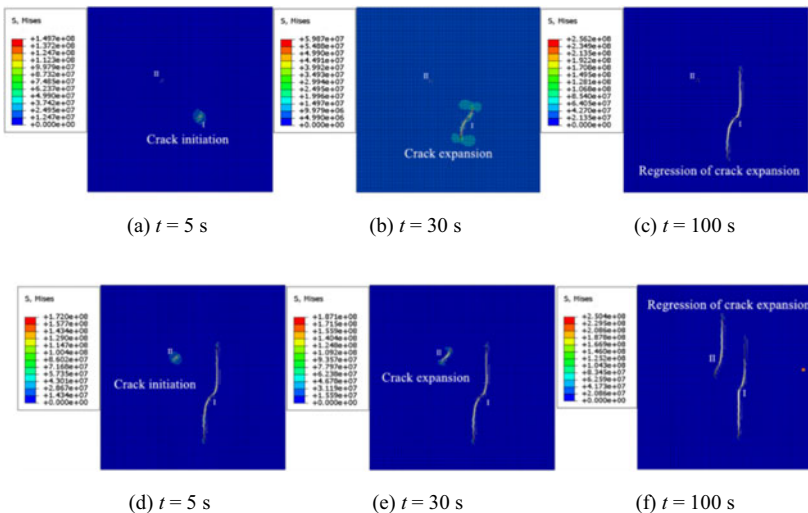 S, Mises
+1.497e+08
+1.372e+08
+1.247e+08
+1.123e+08
+9.979e+07
+8.732e+07
+7.485e+07
+6.237e+07
+4.990e+07
+3.742e+07
+2.495e+07
+1.247e+07
+0.000e+00
II
I
Crack initiation
(a) t = 5 s
S, Mises
+5.987e+07
+5.488e+07
+4.990e+07
+4.491e+07
+3.992e+07
+3.493e+07
+2.994e+07
+2.495e+07
+1.996e+07
+1.497e+07
+9.979e+06
+4.990e+06
+0.000e+00
II
I
Crack expansion
(b) t = 30 s
S, Mises
+2.562e+08
+2.349e+08
+2.135e+08
+1.922e+08
+1.708e+08
+1.495e+08
+1.281e+08
+1.068e+08
+8.540e+07
+6.405e+07
+4.270e+07
+2.135e+07
+0.000e+00
II
I
Regression of crack expansion
(c) t = 100 s
S, Mises
+1.720e+08
+1.577e+08
+1.434e+08
+1.290e+08
+1.147e+08
+1.004e+08
+8.602e+07
+7.168e+07
+5.735e+07
+4.301e+07
+2.867e+07
+1.434e+07
+0.000e+00
II
Crack initiation
I
(d) t = 5 s
S, Mises
+1.871e+08
+1.715e+08
+1.559e+08
+1.404e+08
+1.248e+08
+1.092e+08
+9.357e+07
+7.797e+07
+6.238e+07
+4.678e+07
+3.119e+07
+1.559e+07
+0.000e+00
II
Crack expansion
I
(e) t = 30 s
S, Mises
+2.504e+08
+2.295e+08
+2.086e+08
+1.878e+08
+1.669e+08
+1.460e+08
+1.252e+08
+1.043e+08
+8.345e+07
+6.259e+07
+4.173e+07
+2.086e+07
+0.000e+00
Regression of crack expansion
II
I
(f) t = 100 s